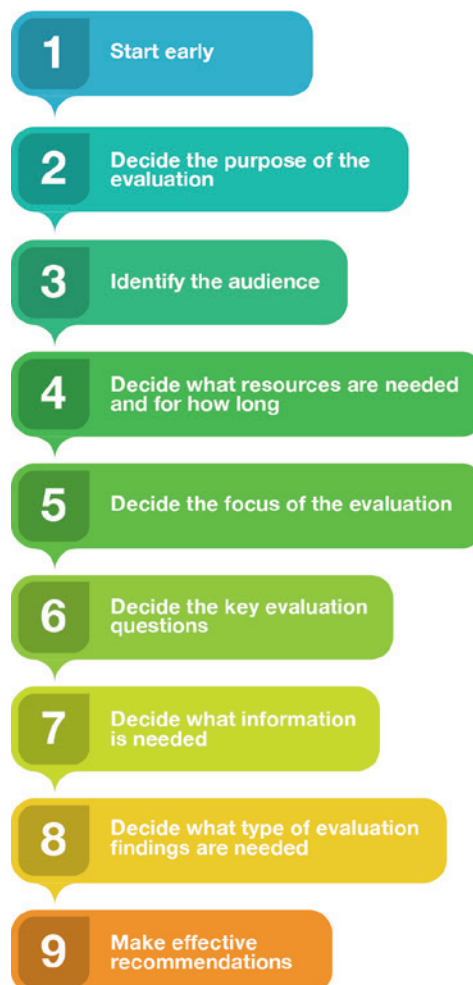 1
Start early
2
Decide the purpose of the
evaluation
3
Identify the audience
4
Decide what resources are needed
and for how long
5
Decide the focus of the evaluation
6
Decide the key evaluation
questions
7
Decide what information
is needed
8
Decide what type of evaluation
findings are needed
9
Make effective
recommendations